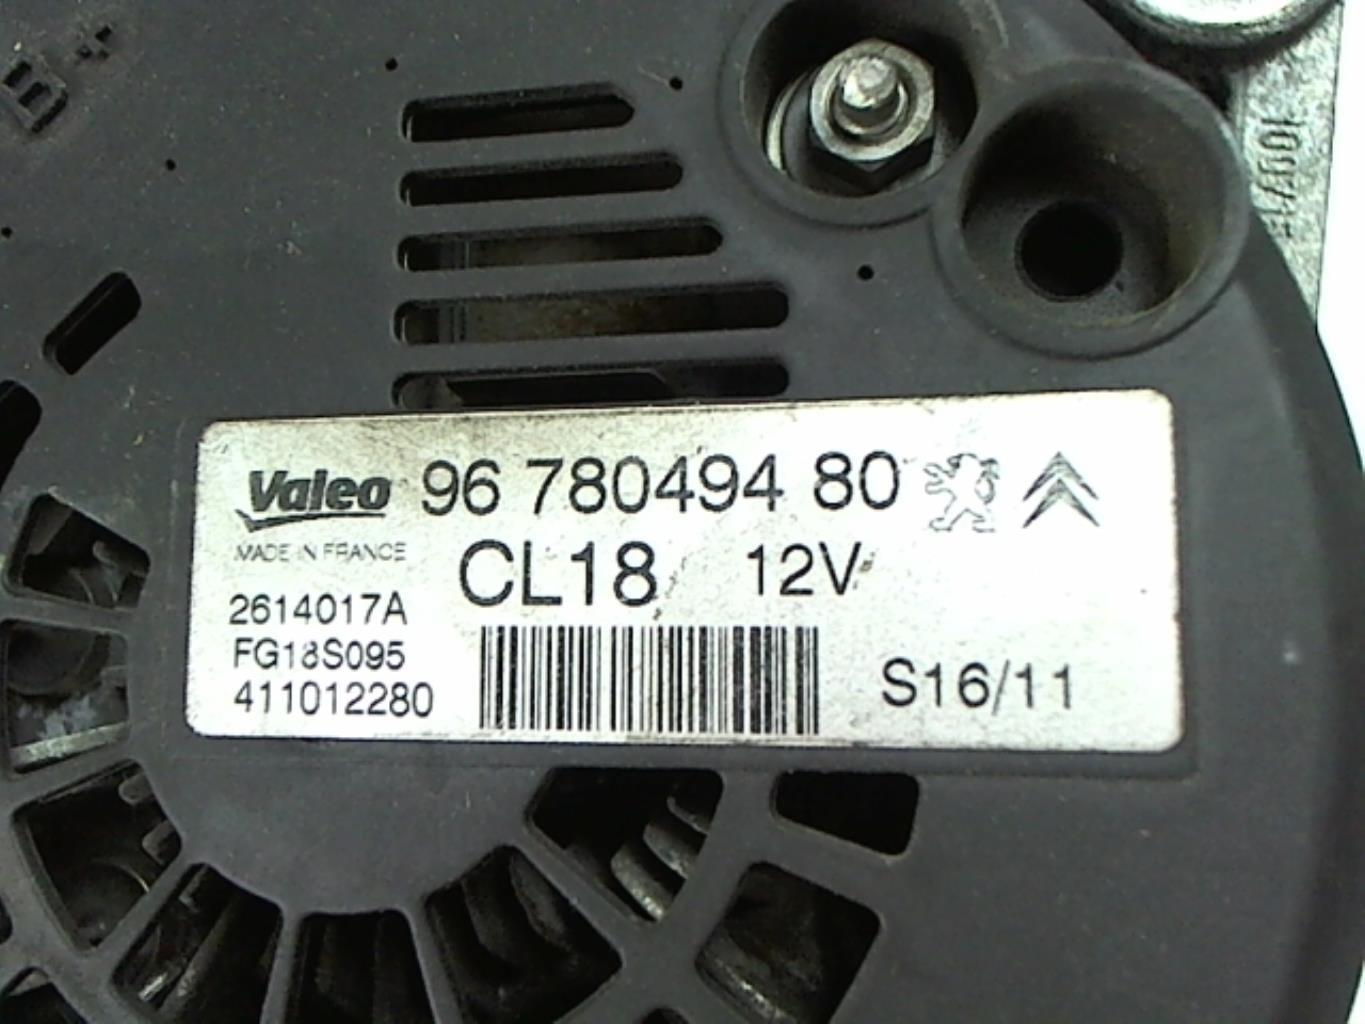 B+
Valeo 96 780494 80
MADE IN FRANCE
CL18 12V
2614017A
FG18S095
411012280
S16/11